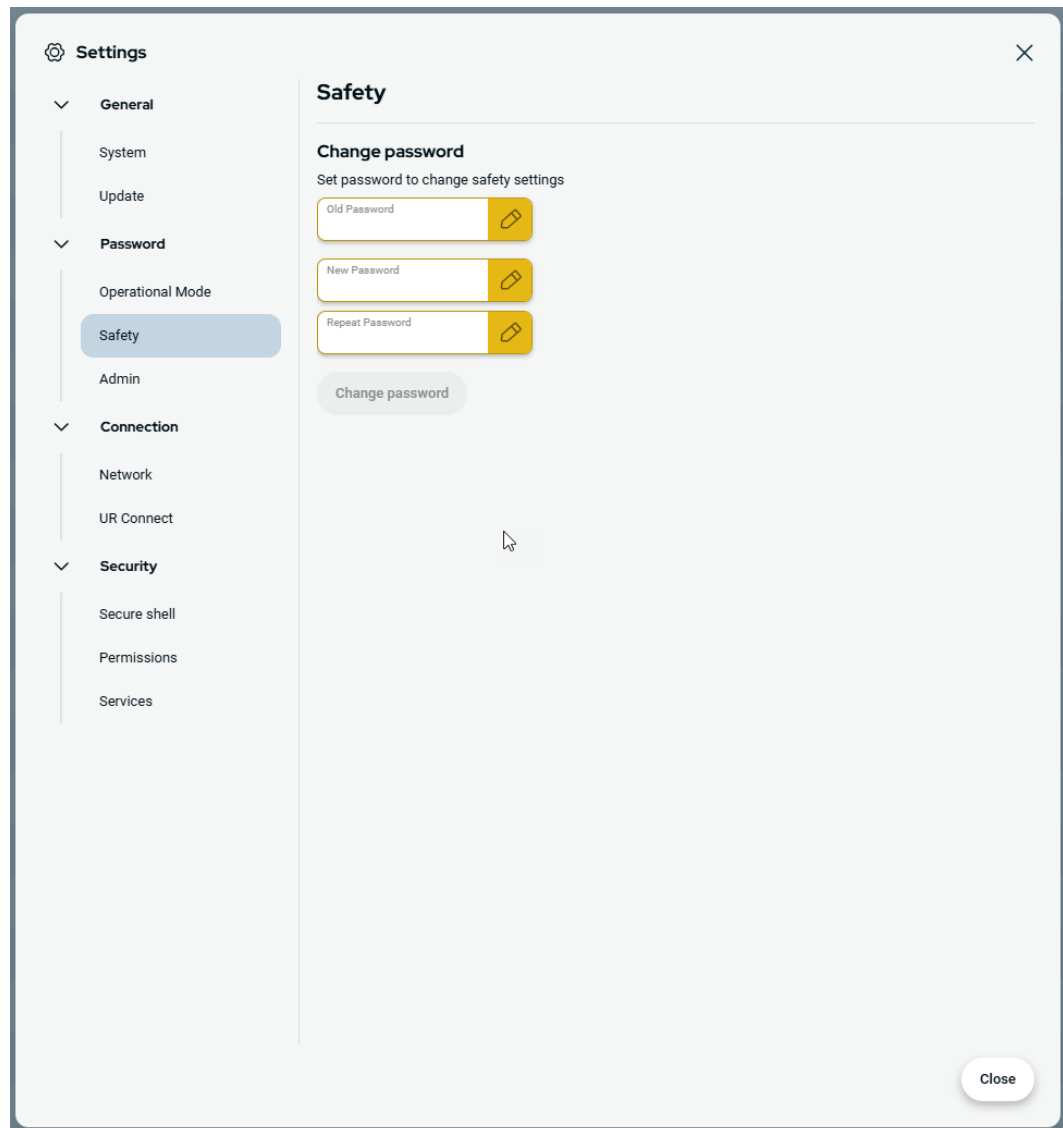 Settings
General
System
Update
Password
Operational Mode
Safety
Admin
Connection
Network
UR Connect
Security
Secure shell
Permissions
Services
Safety
Change password
Set password to change safety settings
Old Password
New Password
Repeat Password
Change password
Close